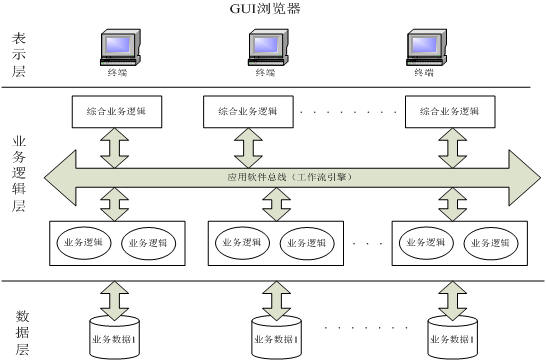 GUI浏览器
表示层
终端 终端 终端
综合业务逻辑 综合业务逻辑 · · · · · · · · 综合业务逻辑
业务逻辑层
应用软件总线（工作流引擎）
业务逻辑 业务逻辑 业务逻辑 业务逻辑 · · · 业务逻辑 业务逻辑
数据层
业务数据1 业务数据1 · · · · · · · 业务数据1